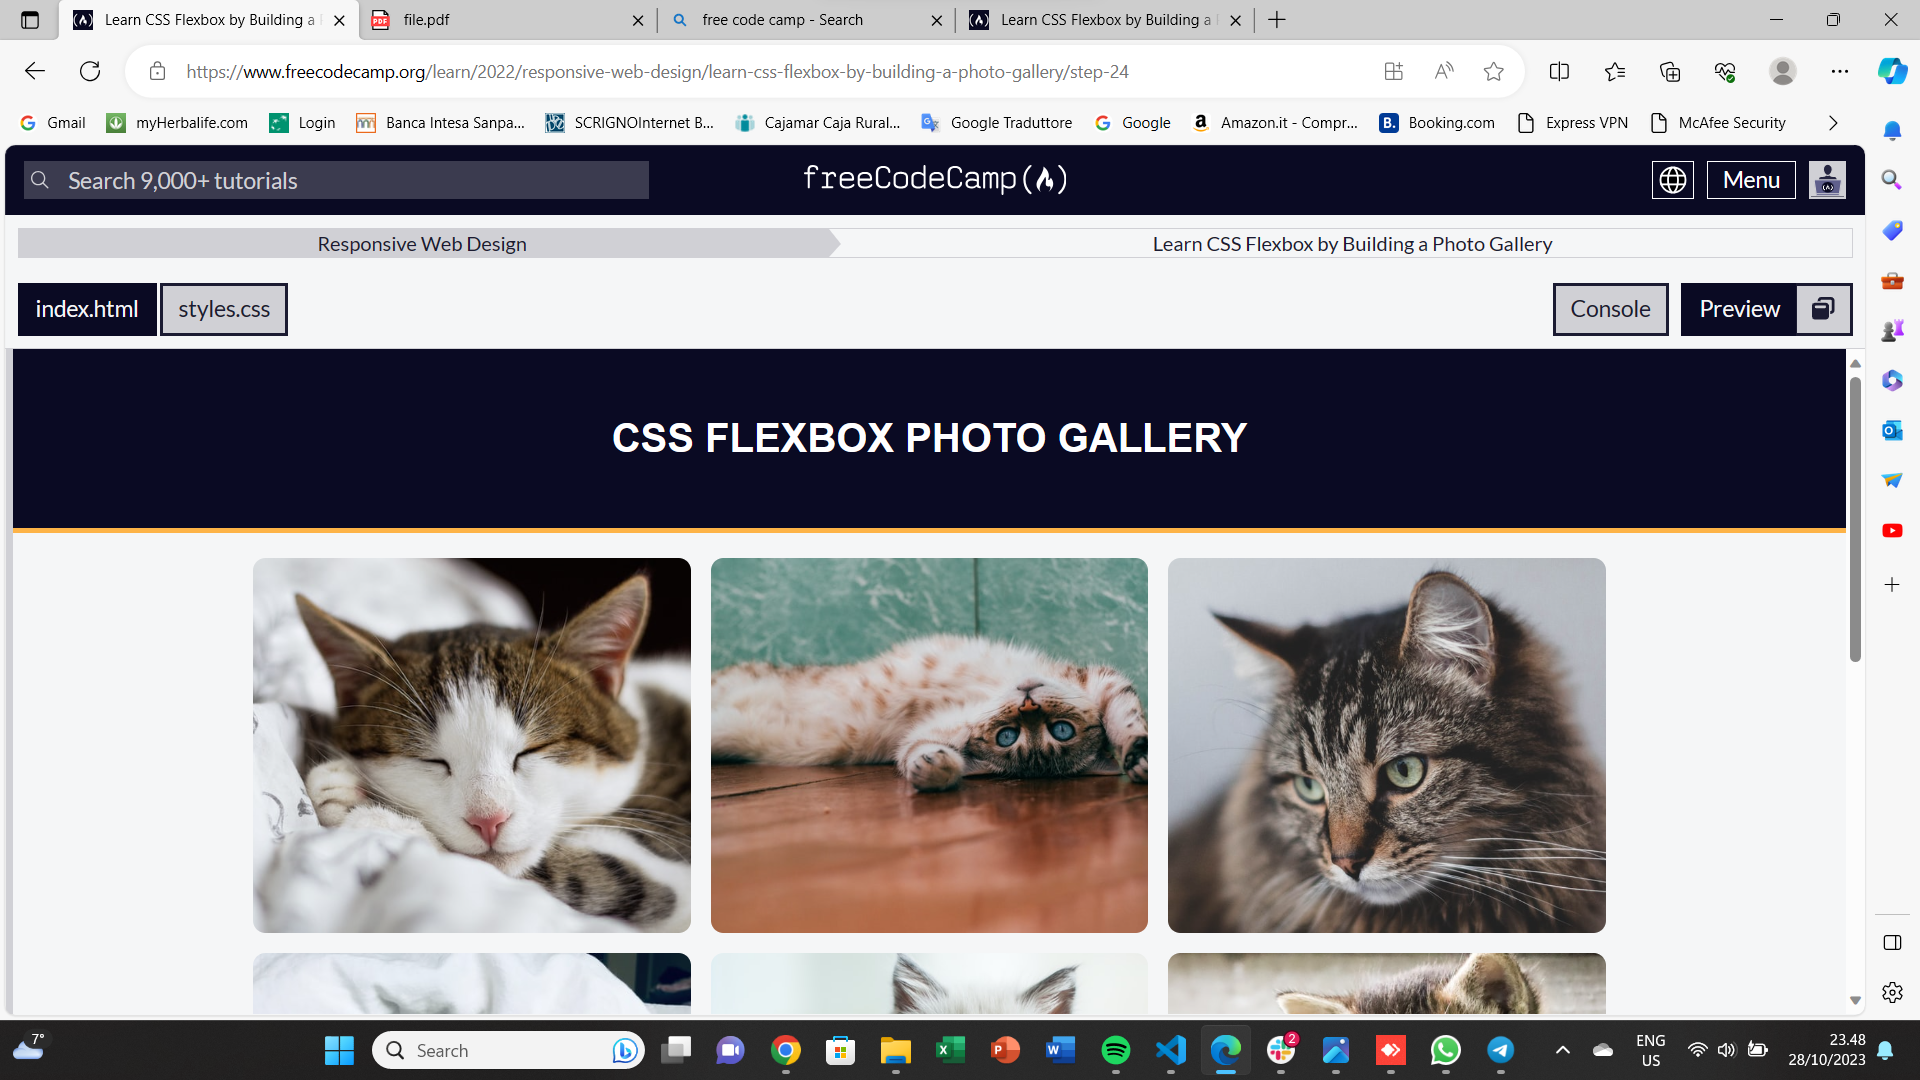 Learn CSS Flexbox by Building a
file.pdf
free code camp - Search
Learn CSS Flexbox by Building a
https://www.freecodecamp.org/learn/2022/responsive-web-design/learn-css-flexbox-by-building-a-photo-gallery/step-24
Gmail
myHerbalife.com
Login
Banca Intesa Sanpa...
SCRIGNOInternet B...
Cajamar Caja Rural...
Google Traduttore
Google
Amazon.it - Compr...
Booking.com
Express VPN
McAfee Security
Search 9,000+ tutorials
freeCodeCamp
Menu
Responsive Web Design
Learn CSS Flexbox by Building a Photo Gallery
index.html
styles.css
Console
Preview
CSS FLEXBOX PHOTO GALLERY
7°
Search
2
ENG
US
23.48
28/10/2023